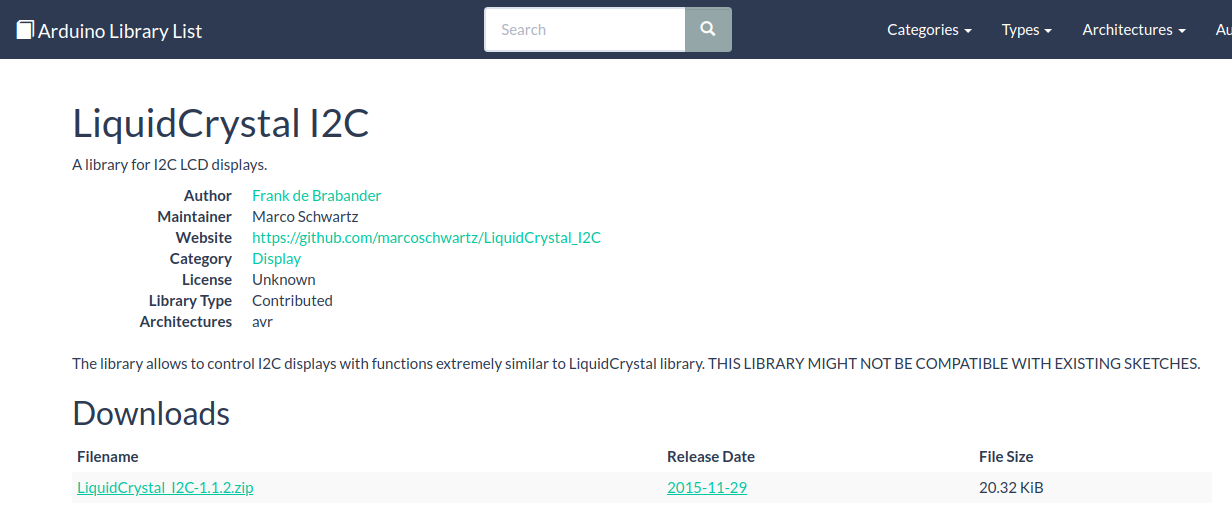 Arduino Library List
Search
Categories Types Architectures Au
LiquidCrystal I2C
A library for I2C LCD displays.
Author Frank de Brabander
Maintainer Marco Schwartz
Website https://github.com/marcoschwartz/LiquidCrystal_I2C
Category Display
License Unknown
Library Type Contributed
Architectures avr
The library allows to control I2C displays with functions extremely similar to LiquidCrystal library. THIS LIBRARY MIGHT NOT BE COMPATIBLE WITH EXISTING SKETCHES.
Downloads
Filename Release Date File Size
LiquidCrystal_I2C-1.1.2.zip 2015-11-29 20.32 KiB